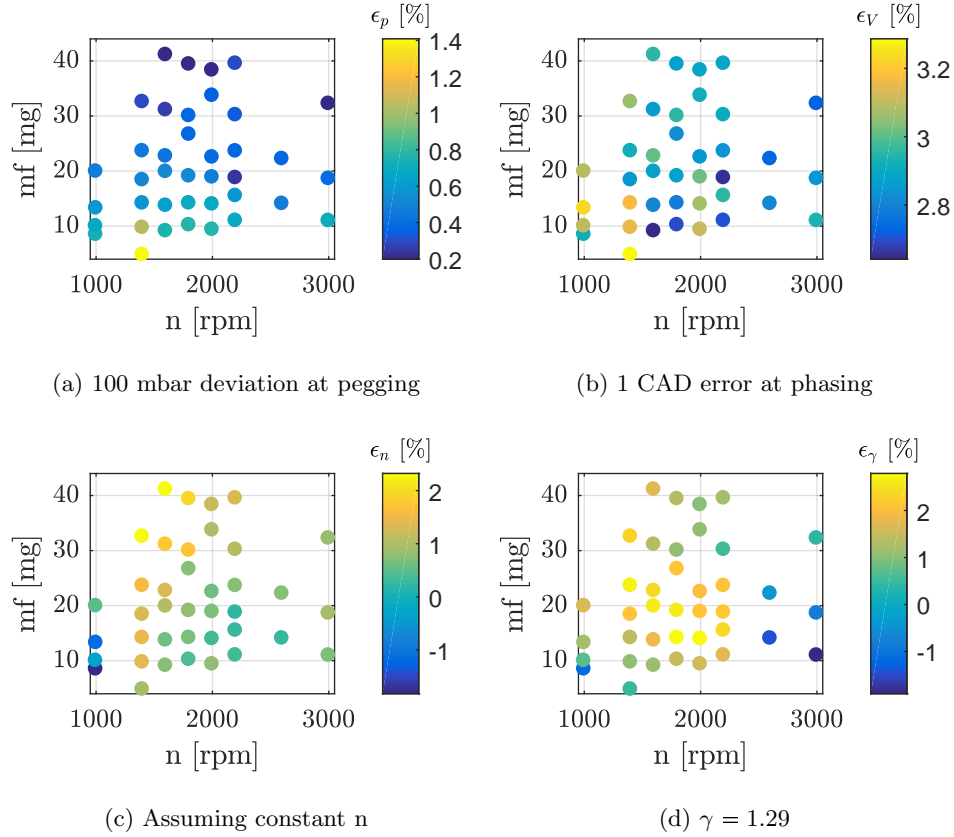 ϵ_p [%]
40
30
20
10
mf [mg]
1000
2000
3000
n [rpm]
1.4
1.2
1
0.8
0.6
0.4
0.2
(a) 100 mbar deviation at pegging
ϵ_V [%]
40
30
20
10
mf [mg]
1000
2000
3000
n [rpm]
3.2
3
2.8
(b) 1 CAD error at phasing
ϵ_n [%]
40
30
20
10
mf [mg]
1000
2000
3000
n [rpm]
2
1
0
-1
(c) Assuming constant n
ϵ_γ [%]
40
30
20
10
mf [mg]
1000
2000
3000
n [rpm]
2
1
0
-1
(d) γ = 1.29